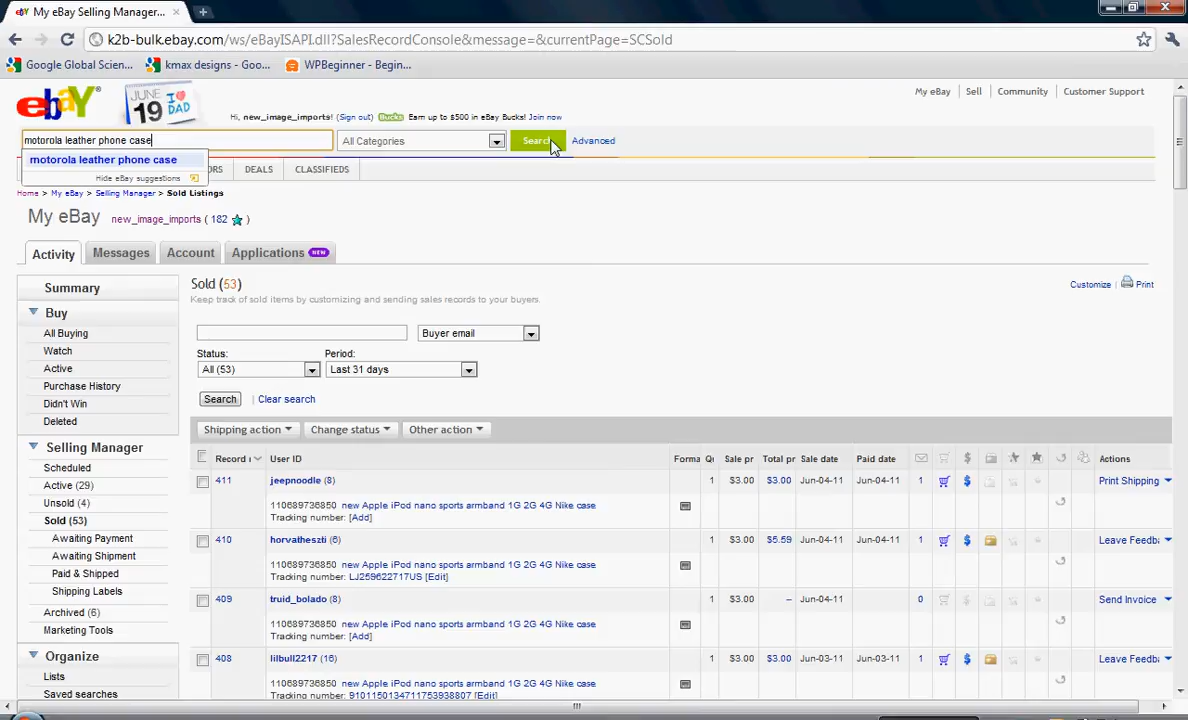 My eBay Selling Manager...
k2b-bulk.ebay.com/ws/eBayISAPI.dll?SalesRecordConsole&message=&currentPage=SCSold
Google Global Scien... kmax designs - Goo... WPBeginner - Begin...
ebY
JUNE 19 I ♥ DAD
My eBay Sell Community Customer Support
Hi, new_image_imports! (Sign out) Bucks Earn up to $500 in eBay Bucks! Join now
motorola leather phone case All Categories Search Advanced
motorola leather phone case
Hide eBay suggestions
ORS DEALS CLASSIFIEDS
Home > My eBay > Selling Manager > Sold Listings
My eBay new_image_imports ( 182 )
Activity Messages Account Applications NEW
Summary
Buy
All Buying
Watch
Active
Purchase History
Didn't Win
Deleted
Selling Manager
Scheduled
Active (29)
Unsold (4)
Sold (53)
Awaiting Payment
Awaiting Shipment
Paid & Shipped
Shipping Labels
Archived (6)
Marketing Tools
Organize
Lists
Saved searches
Sold (53)
Customize Print
Keep track of sold items by customizing and sending sales records to your buyers.
Buyer email
Status: Period:
All (53) Last 31 days
Search | Clear search
Shipping action Change status Other action
Record User ID Forma Q Sale pr Total pr Sale date Paid date $ Actions
411 jeepnoodle (8) 1 $3.00 $3.00 Jun-04-11 Jun-04-11 1 $ Print Shipping
110689736850 new Apple iPod nano sports armband 1G 2G 4G Nike case
Tracking number: [Add]
410 horvatheszti (6) 1 $3.00 $5.59 Jun-04-11 Jun-04-11 1 $ Leave Feedb
110689736850 new Apple iPod nano sports armband 1G 2G 4G Nike case
Tracking number: LJ259622717US [Edit]
409 truid_bolado (8) 1 $3.00 – Jun-04-11 0 $ Send Invoice
110689736850 new Apple iPod nano sports armband 1G 2G 4G Nike case
Tracking number: [Add]
408 lilbull2217 (16) 1 $3.00 $3.00 Jun-03-11 Jun-03-11 1 $ Leave Feedb
110689736850 new Apple iPod nano sports armband 1G 2G 4G Nike case
Tracking number: 9101150134711753938807 [Edit]